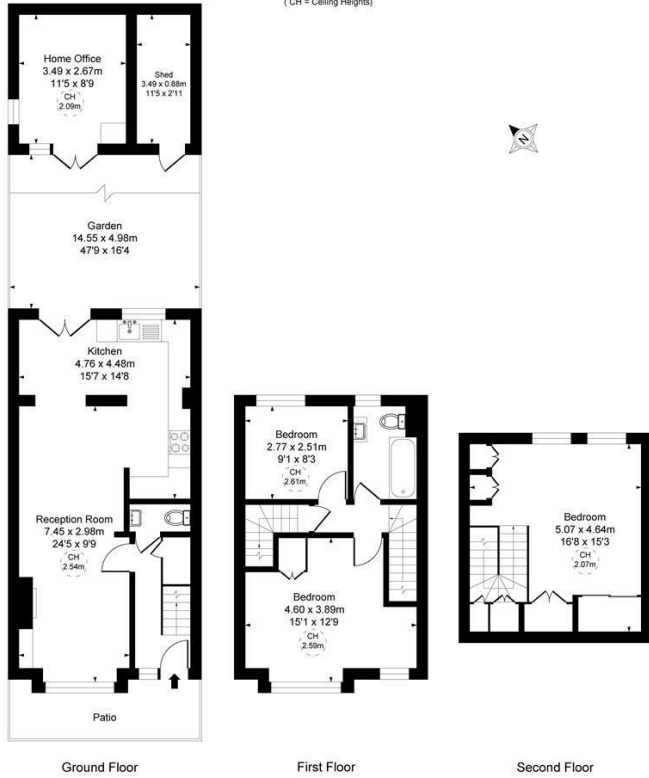 ( CH = Ceiling Heights)
Home Office
3.49 x 2.67m
11'5 x 8'9
CH
2.09m
Shed
3.49 x 0.88m
11'5 x 2'11
N
Garden
14.55 x 4.98m
47'9 x 16'4
Kitchen
4.76 x 4.48m
15'7 x 14'8
Reception Room
7.45 x 2.98m
24'5 x 9'9
CH
2.54m
Patio
Ground Floor
Bedroom
2.77 x 2.51m
9'1 x 8'3
CH
2.61m
Bedroom
4.60 x 3.89m
15'1 x 12'9
CH
2.59m
First Floor
Bedroom
5.07 x 4.64m
16'8 x 15'3
CH
2.07m
Second Floor